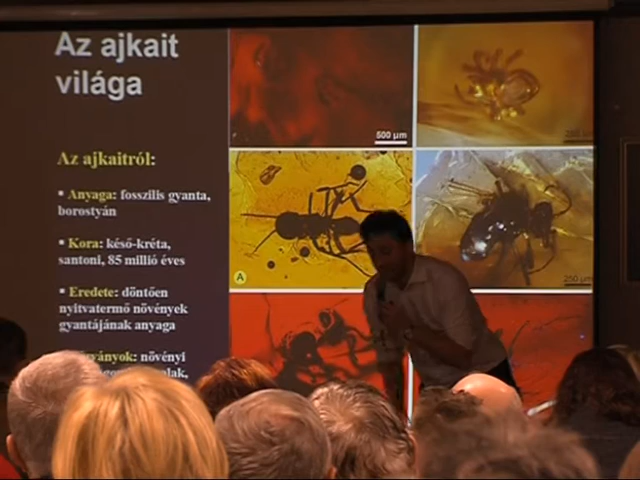 Az ajkait
világa
500 µm
Az ajkaitról:
Anyaga: fosszilis gyanta,
borostyán
A
Kora: késő-kréta,
santoni, 85 millió éves
250 µm
Eredete: döntően
nyitvatermő növények
gyantájának anyaga
növényi